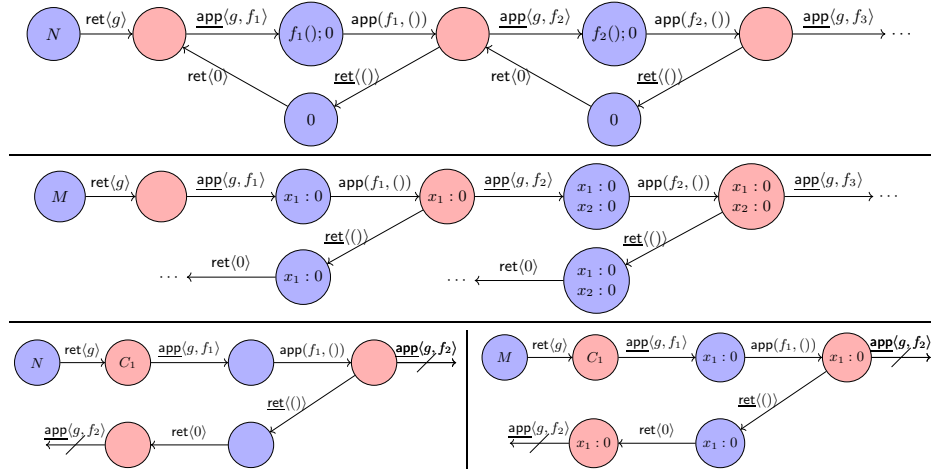 N ret⟨g⟩ app⟨g, f₁⟩ f₁(); 0 app(f₁, ()) app⟨g, f₂⟩ f₂(); 0 app(f₂, ()) app⟨g, f₃⟩ ···
ret⟨0⟩ ret⟨()⟩ ret⟨0⟩ ret⟨()⟩
0 0
M ret⟨g⟩ app⟨g, f₁⟩ x₁ : 0 app(f₁, ()) x₁ : 0 app⟨g, f₂⟩ x₁ : 0 app(f₂, ()) x₁ : 0 app⟨g, f₃⟩ ···
x₂ : 0 x₂ : 0
ret⟨()⟩ ret⟨()⟩
··· ret⟨0⟩ x₁ : 0 ··· ret⟨0⟩ x₁ : 0
x₂ : 0
N ret⟨g⟩ C₁ app⟨g, f₁⟩ app(f₁, ()) app⟨g, f₂⟩
ret⟨()⟩
app⟨g, f₂⟩ ret⟨0⟩
M ret⟨g⟩ C₁ app⟨g, f₁⟩ x₁ : 0 app(f₁, ()) x₁ : 0 app⟨g, f₂⟩
ret⟨()⟩
app⟨g, f₂⟩ x₁ : 0 ret⟨0⟩ x₁ : 0